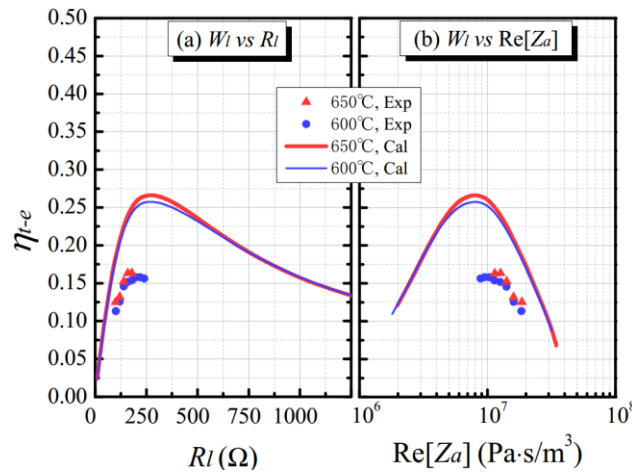 0.50
0.45
0.40
0.35
0.30
0.25
0.20
0.15
0.10
0.05
0.00
ηt-e
(a) Wl vs Rl
(b) Wl vs Re[Za]
650℃, Exp
600℃, Exp
650℃, Cal
600℃, Cal
0 250 500 750 1000
10^6 10^7 10^8
Rl (Ω)
Re[Za] (Pa·s/m^3)